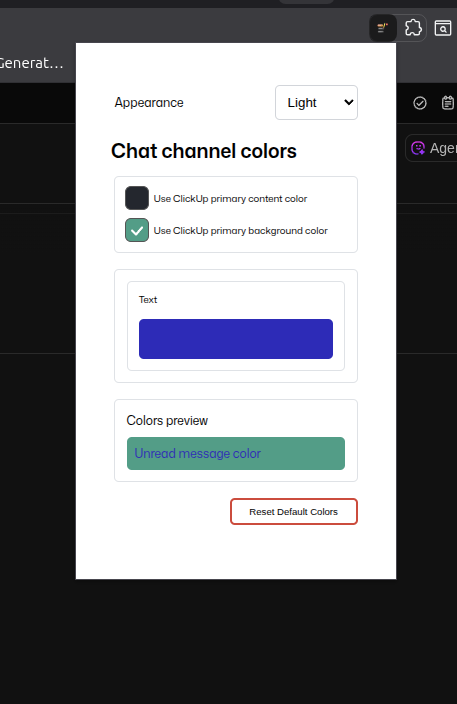 Generat...
Agen
Appearance
Light
Chat channel colors
Use ClickUp primary content color
Use ClickUp primary background color
Text
Colors preview
Unread message color
Reset Default Colors